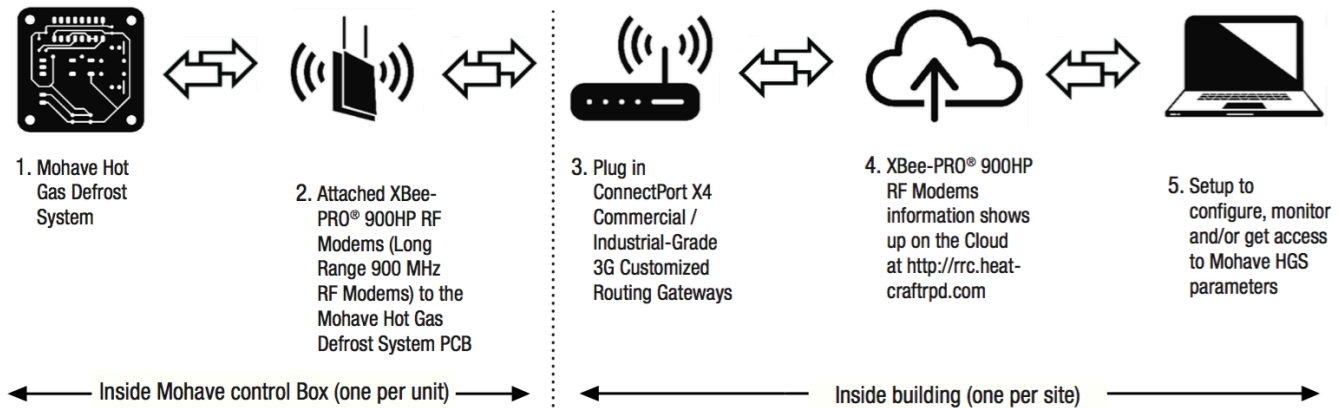 1. Mohave Hot
Gas Defrost
System
2. Attached XBee-
PRO® 900HP RF
Modems (Long
Range 900 MHz
RF Modems) to the
Mohave Hot Gas
Defrost System PCB
3. Plug in
ConnectPort X4
Commercial /
Industrial-Grade
3G Customized
Routing Gateways
4. XBee-PRO® 900HP
RF Modems
information shows
up on the Cloud
at http://rrc.heat-
craftrpd.com
5. Setup to
configure, monitor
and/or get access
to Mohave HGS
parameters
Inside Mohave control Box (one per unit)
Inside building (one per site)